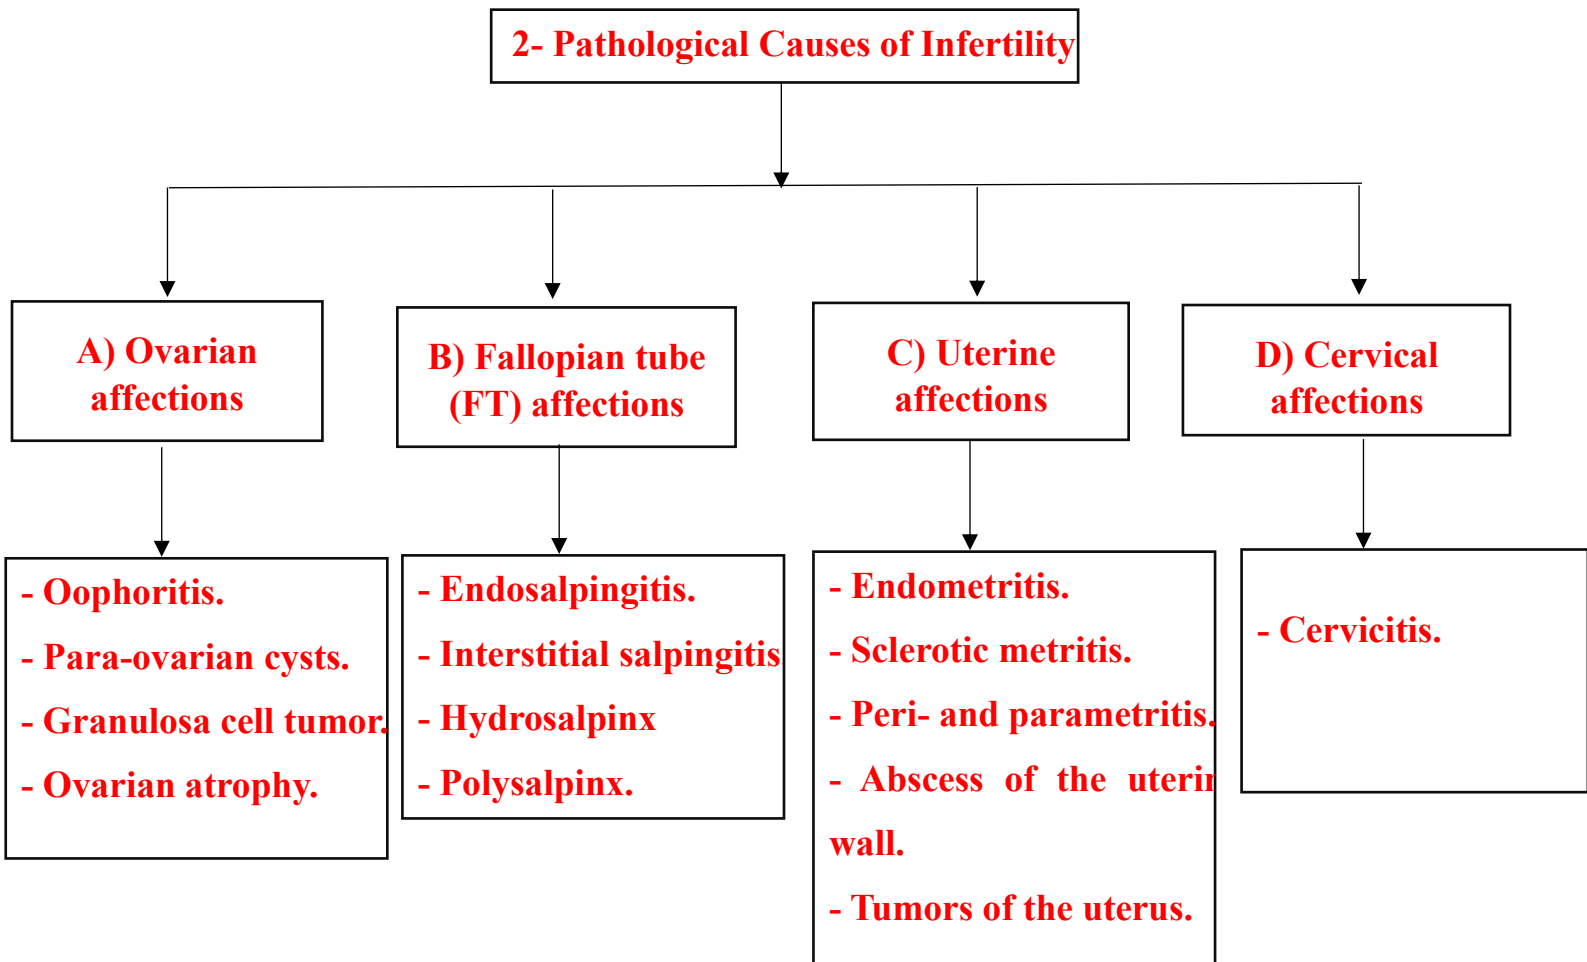 2- Pathological Causes of Infertility
A) Ovarian
affections
B) Fallopian tube
(FT) affections
C) Uterine
affections
D) Cervical
affections
- Oophoritis.
- Para-ovarian cysts.
- Granulosa cell tumor.
- Ovarian atrophy.
- Endosalpingitis.
- Interstitial salpingitis
- Hydrosalpinx
- Polysalpinx.
- Endometritis.
- Sclerotic metritis.
- Peri- and parametritis.
- Abscess of the uterin
wall.
- Tumors of the uterus.
- Cervicitis.